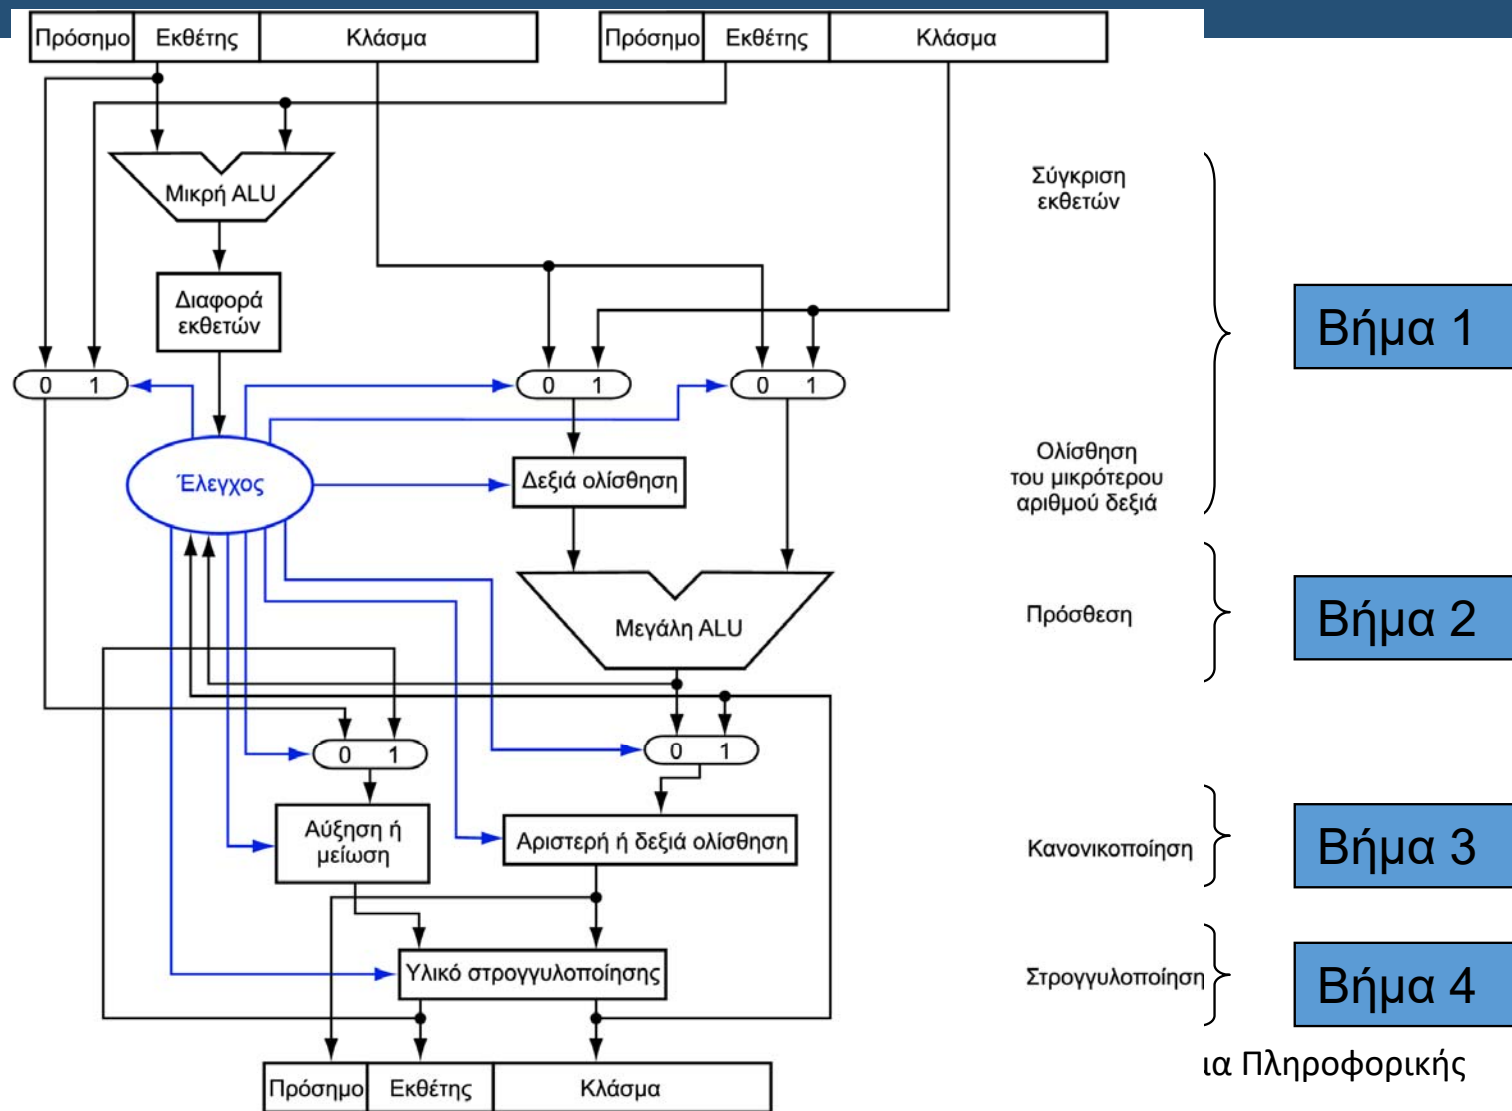 Πρόσημο Εκθέτης Κλάσμα Πρόσημο Εκθέτης Κλάσμα
Μικρή ALU
Σύγκριση
εκθετών
Διαφορά
εκθετών
Βήμα 1
0 1 0 1 0 1
Έλεγχος
Δεξιά ολίσθηση
Ολίσθηση
του μικρότερου
αριθμού δεξιά
Μεγάλη ALU
Πρόσθεση
Βήμα 2
0 1 0 1
Αύξηση ή
μείωση
Αριστερή ή δεξιά ολίσθηση
Κανονικοποίηση
Βήμα 3
Υλικό στρογγυλοποίησης
Στρογγυλοποίηση
Βήμα 4
Πρόσημο Εκθέτης Κλάσμα
Πληροφορικής